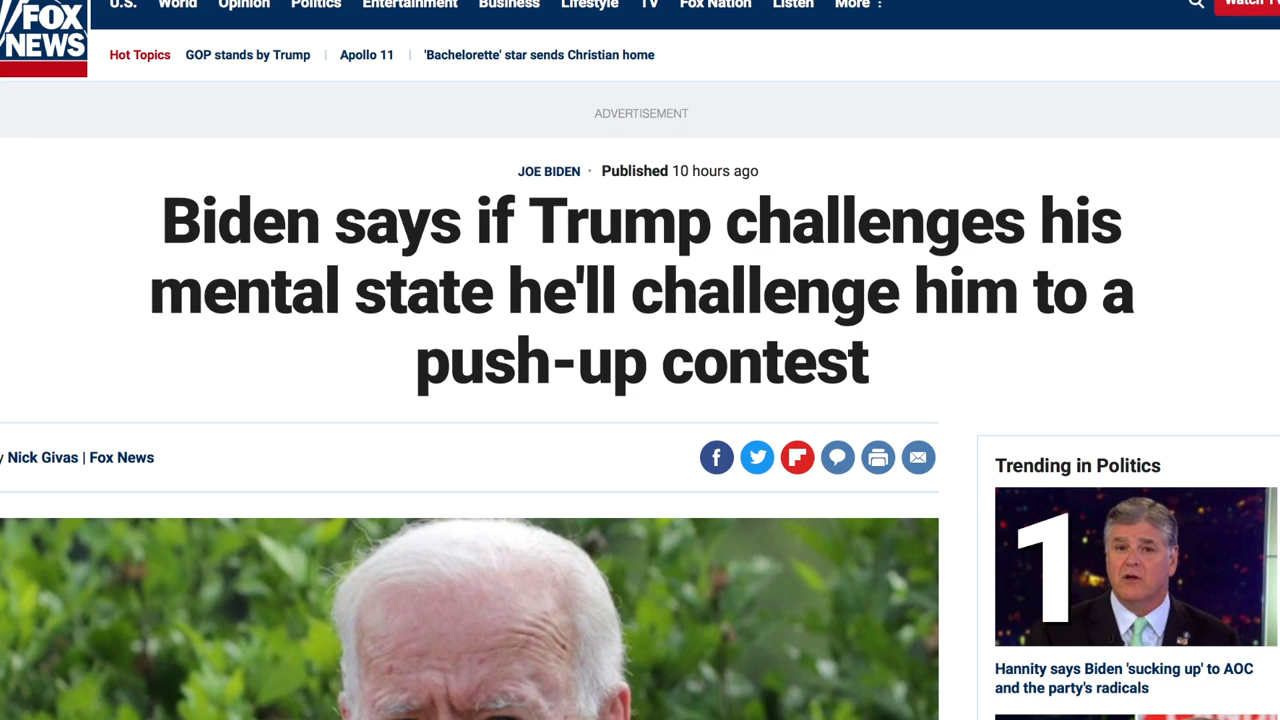 FOX
NEWS
U.S. World Opinion Politics Entertainment Business Lifestyle TV Fox Nation Listen More
Hot Topics GOP stands by Trump Apollo 11 'Bachelorette' star sends Christian home
ADVERTISEMENT
JOE BIDEN · Published 10 hours ago
Biden says if Trump challenges his
mental state he'll challenge him to a
push-up contest
y Nick Givas | Fox News
Trending in Politics
1
Hannity says Biden 'sucking up' to AOC
and the party's radicals